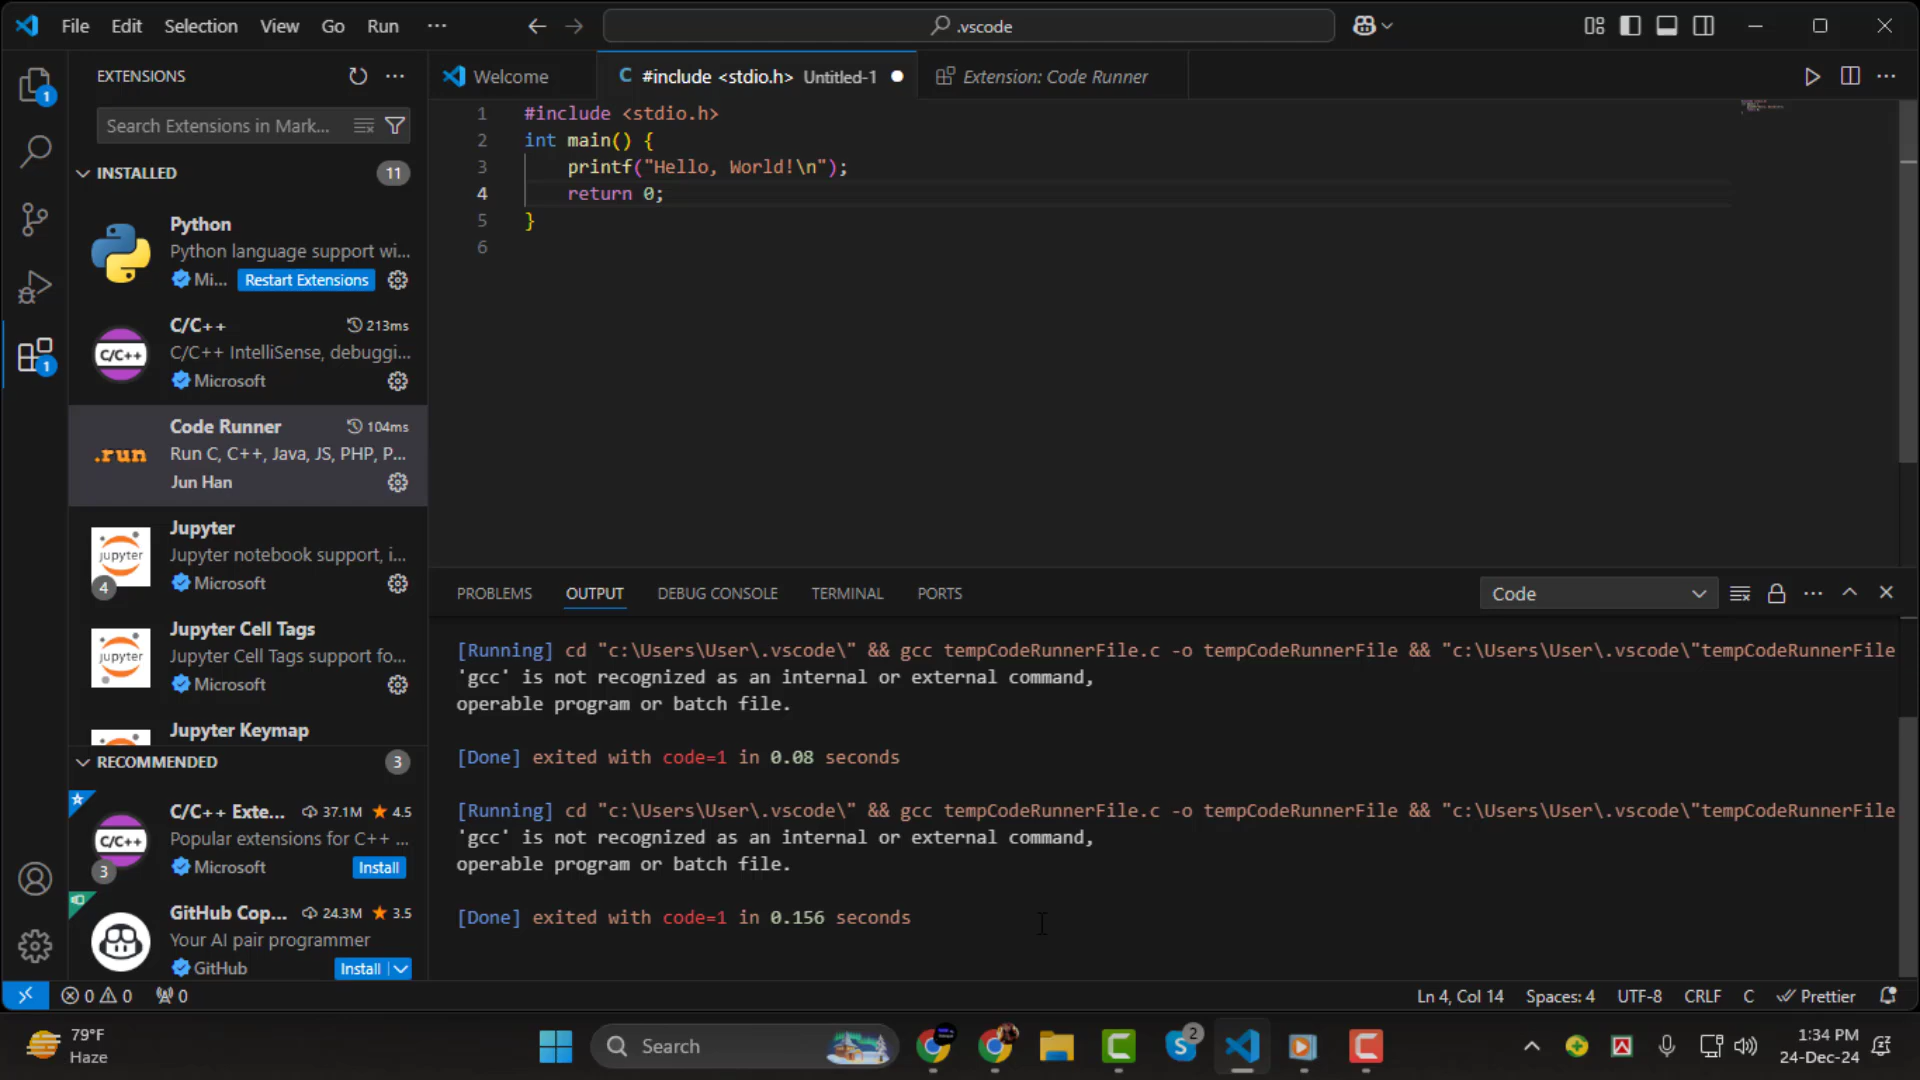 File Edit Selection View Go Run ···
.vscode
EXTENSIONS
Search Extensions in Mark...
INSTALLED 11
Python
Python language support wi...
Mi... Restart Extensions
C/C++ 213ms
C/C++ IntelliSense, debuggi...
Microsoft
Code Runner 104ms
.run
Run C, C++, Java, JS, PHP, P...
Jun Han
Jupyter
Jupyter notebook support, i...
Microsoft
4
Jupyter Cell Tags
Jupyter Cell Tags support fo...
Microsoft
Jupyter Keymap
RECOMMENDED 3
C/C++ Exte... 37.1M ★ 4.5
Popular extensions for C++ ...
Microsoft Install
3
GitHub Cop... 24.3M ★ 3.5
Your AI pair programmer
GitHub Install
Welcome
C #include <stdio.h> Untitled-1
Extension: Code Runner
1 #include <stdio.h>
2 int main() {
3 printf("Hello, World!\n");
4 return 0;
5 }
6
PROBLEMS OUTPUT DEBUG CONSOLE TERMINAL PORTS
Code
[Running] cd "c:\Users\User\.vscode\" && gcc tempCodeRunnerFile.c -o tempCodeRunnerFile && "c:\Users\User\.vscode\"tempCodeRunnerFile
'gcc' is not recognized as an internal or external command,
operable program or batch file.
[Done] exited with code=1 in 0.08 seconds
[Running] cd "c:\Users\User\.vscode\" && gcc tempCodeRunnerFile.c -o tempCodeRunnerFile && "c:\Users\User\.vscode\"tempCodeRunnerFile
'gcc' is not recognized as an internal or external command,
operable program or batch file.
[Done] exited with code=1 in 0.156 seconds
0 0 0
Ln 4, Col 14 Spaces: 4 UTF-8 CRLF C Prettier
79°F
Haze
Search
2
1:34 PM
24-Dec-24